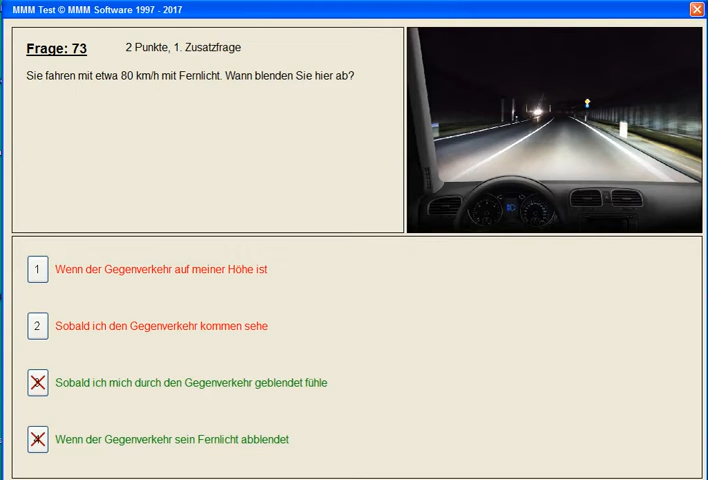 MMM Test © MMM Software 1997 - 2017
Frage: 73
2 Punkte, 1. Zusatzfrage
Sie fahren mit etwa 80 km/h mit Fernlicht. Wann blenden Sie hier ab?
1 Wenn der Gegenverkehr auf meiner Höhe ist
2 Sobald ich den Gegenverkehr kommen sehe
3 Sobald ich mich durch den Gegenverkehr geblendet fühle
4 Wenn der Gegenverkehr sein Fernlicht abblendet